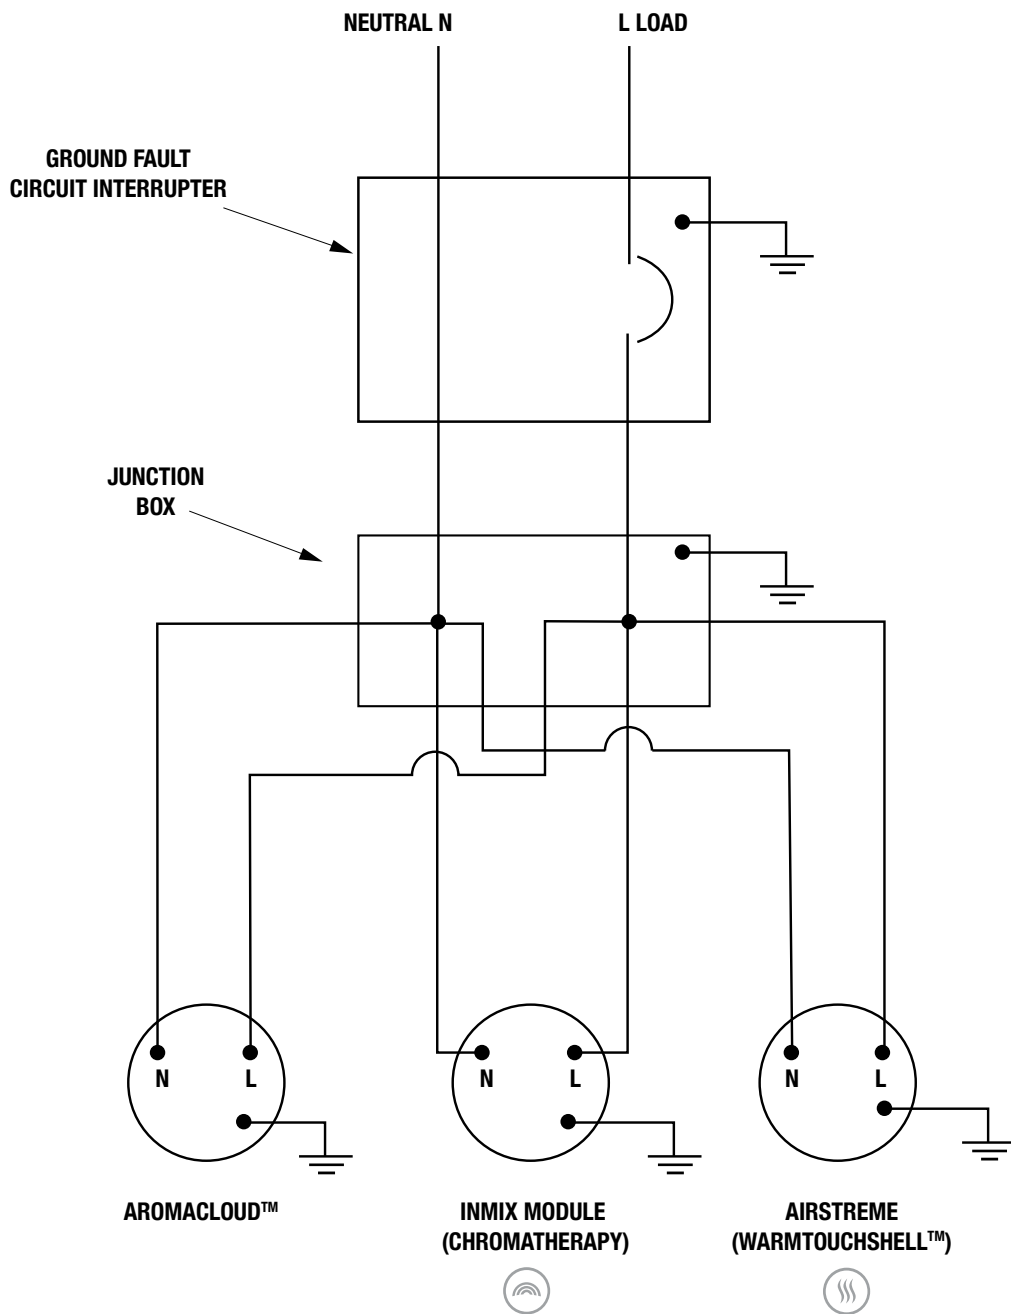 NEUTRAL N
L LOAD
GROUND FAULT
CIRCUIT INTERRUPTER
JUNCTION
BOX
N
L
N
L
N
L
AROMACLOUD™
INMIX MODULE
(CHROMATHERAPY)
AIRSTREME
(WARMTOUCHSHELL™)